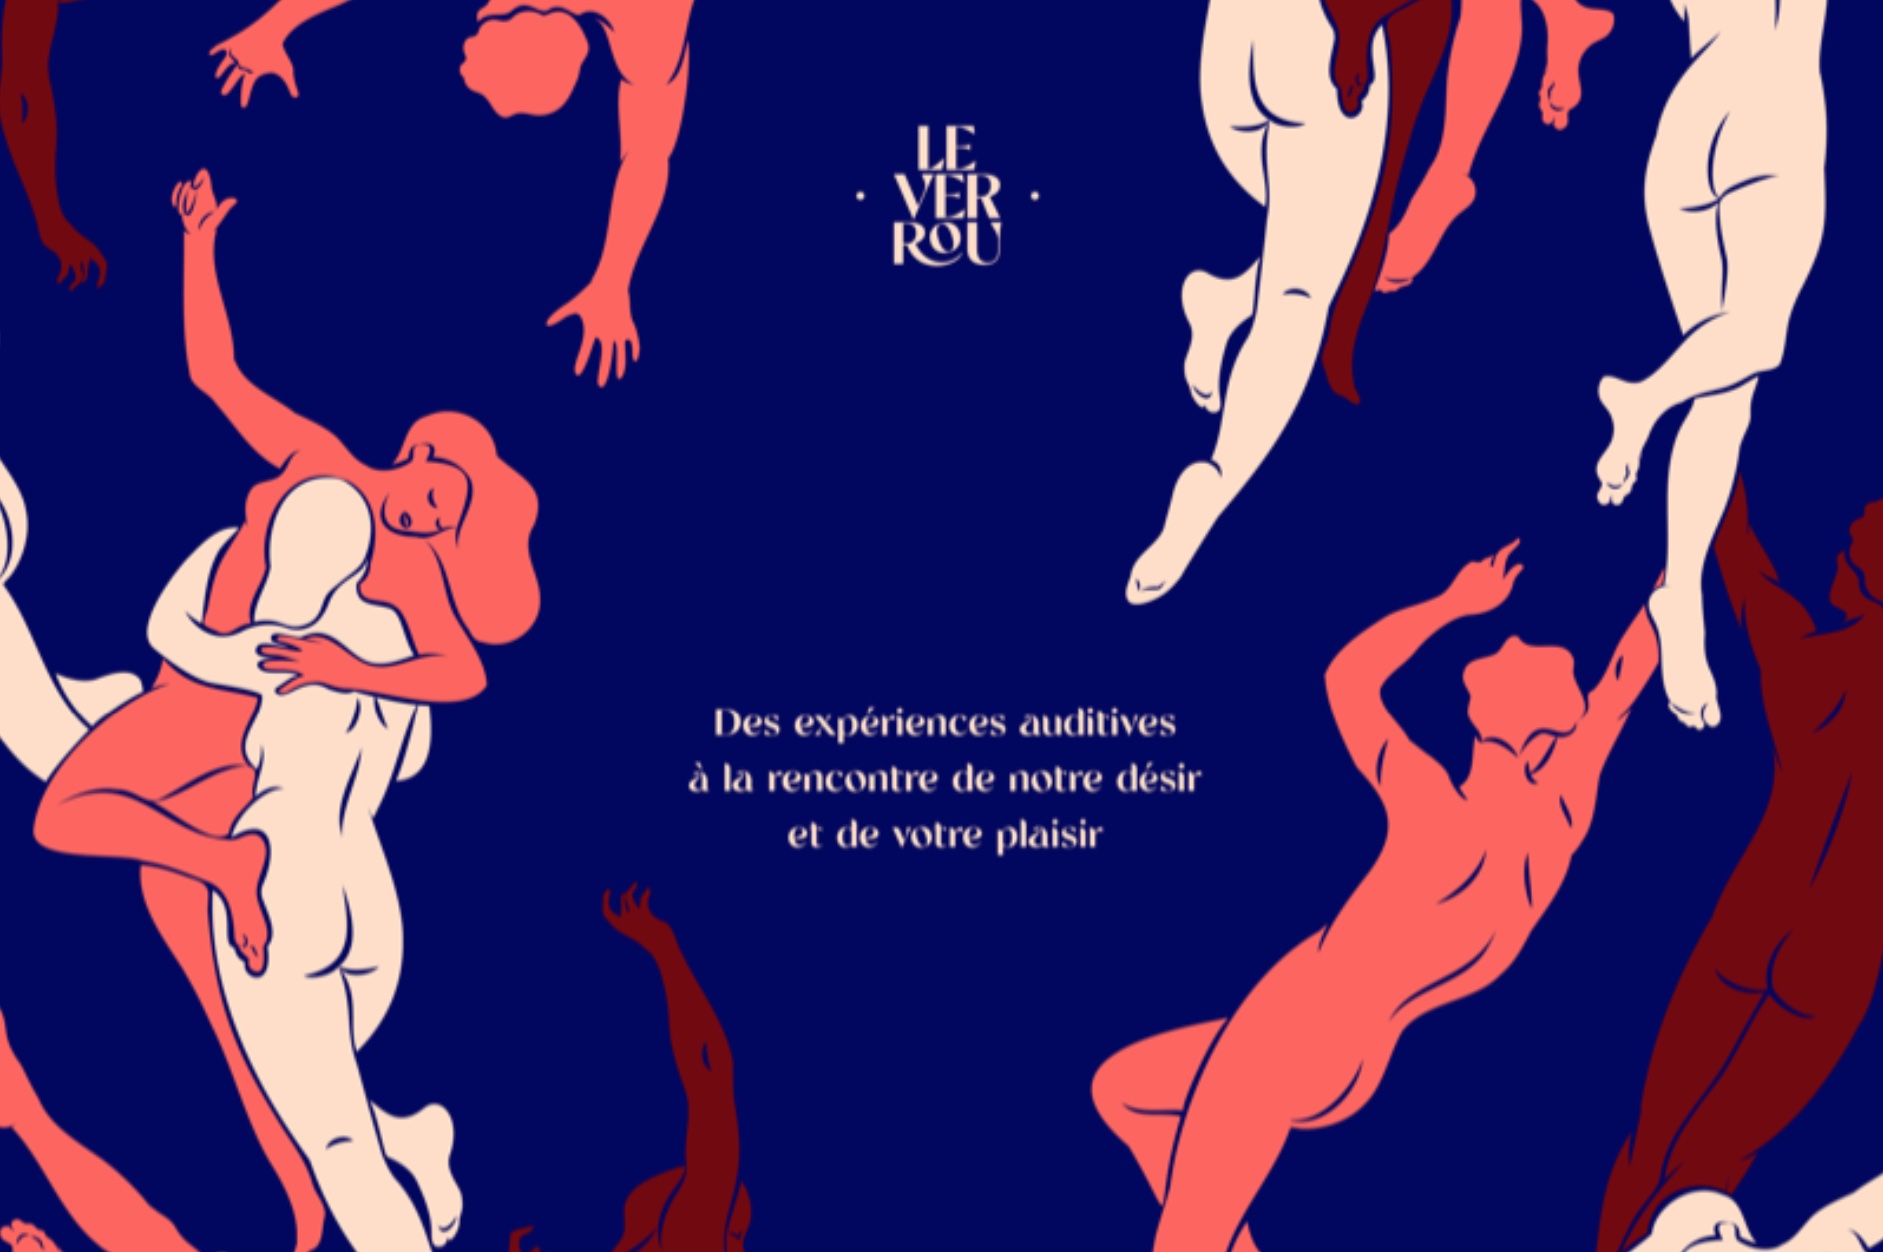 LE
VER
ROU
Des expériences auditives
à la rencontre de notre désir
et de votre plaisir